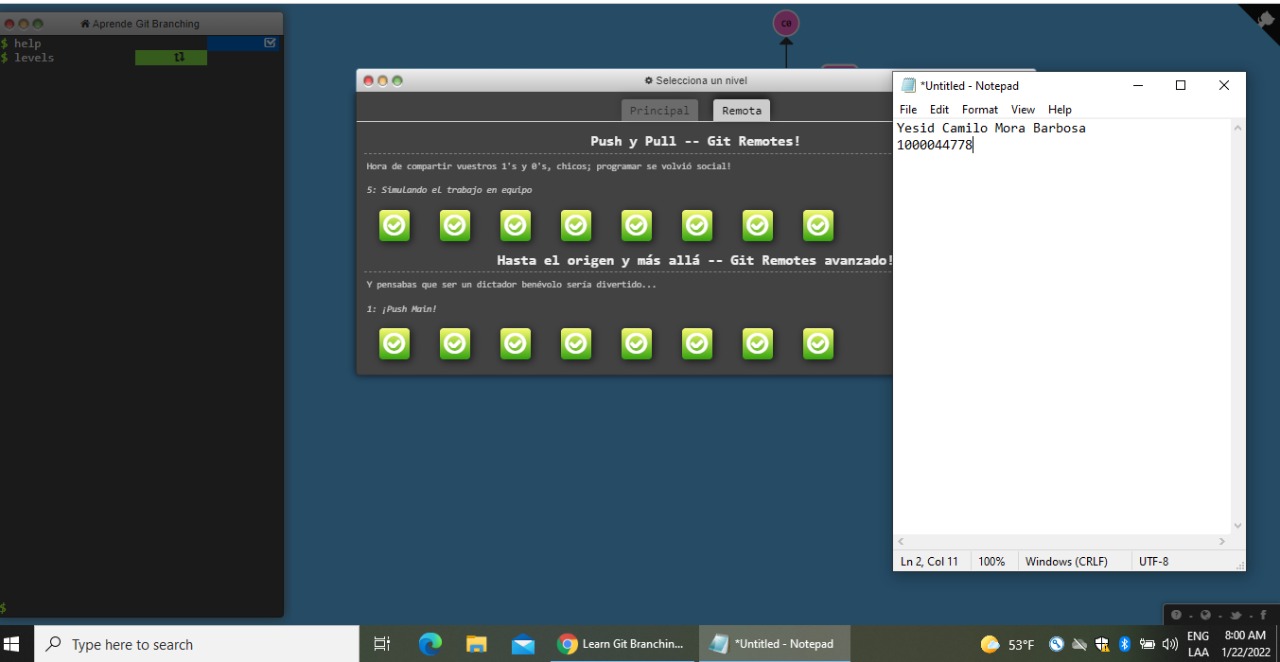 Aprende Git Branching
$ help
$ levels
$
C0
Selecciona un nivel
Principal
Remota
Push y Pull -- Git Remotes!
Hora de compartir vuestros 1's y 0's, chicos; programar se volvió social!
5: Simulando el trabajo en equipo
Hasta el origen y más allá -- Git Remotes avanzado!
Y pensabas que ser un dictador benévolo sería divertido...
1: ¡Push Main!
*Untitled - Notepad
File Edit Format View Help
Yesid Camilo Mora Barbosa
1000044778
Ln 2, Col 11 100% Windows (CRLF) UTF-8
Type here to search
Learn Git Branchin...
*Untitled - Notepad
53°F
ENG
LAA
8:00 AM
1/22/2022